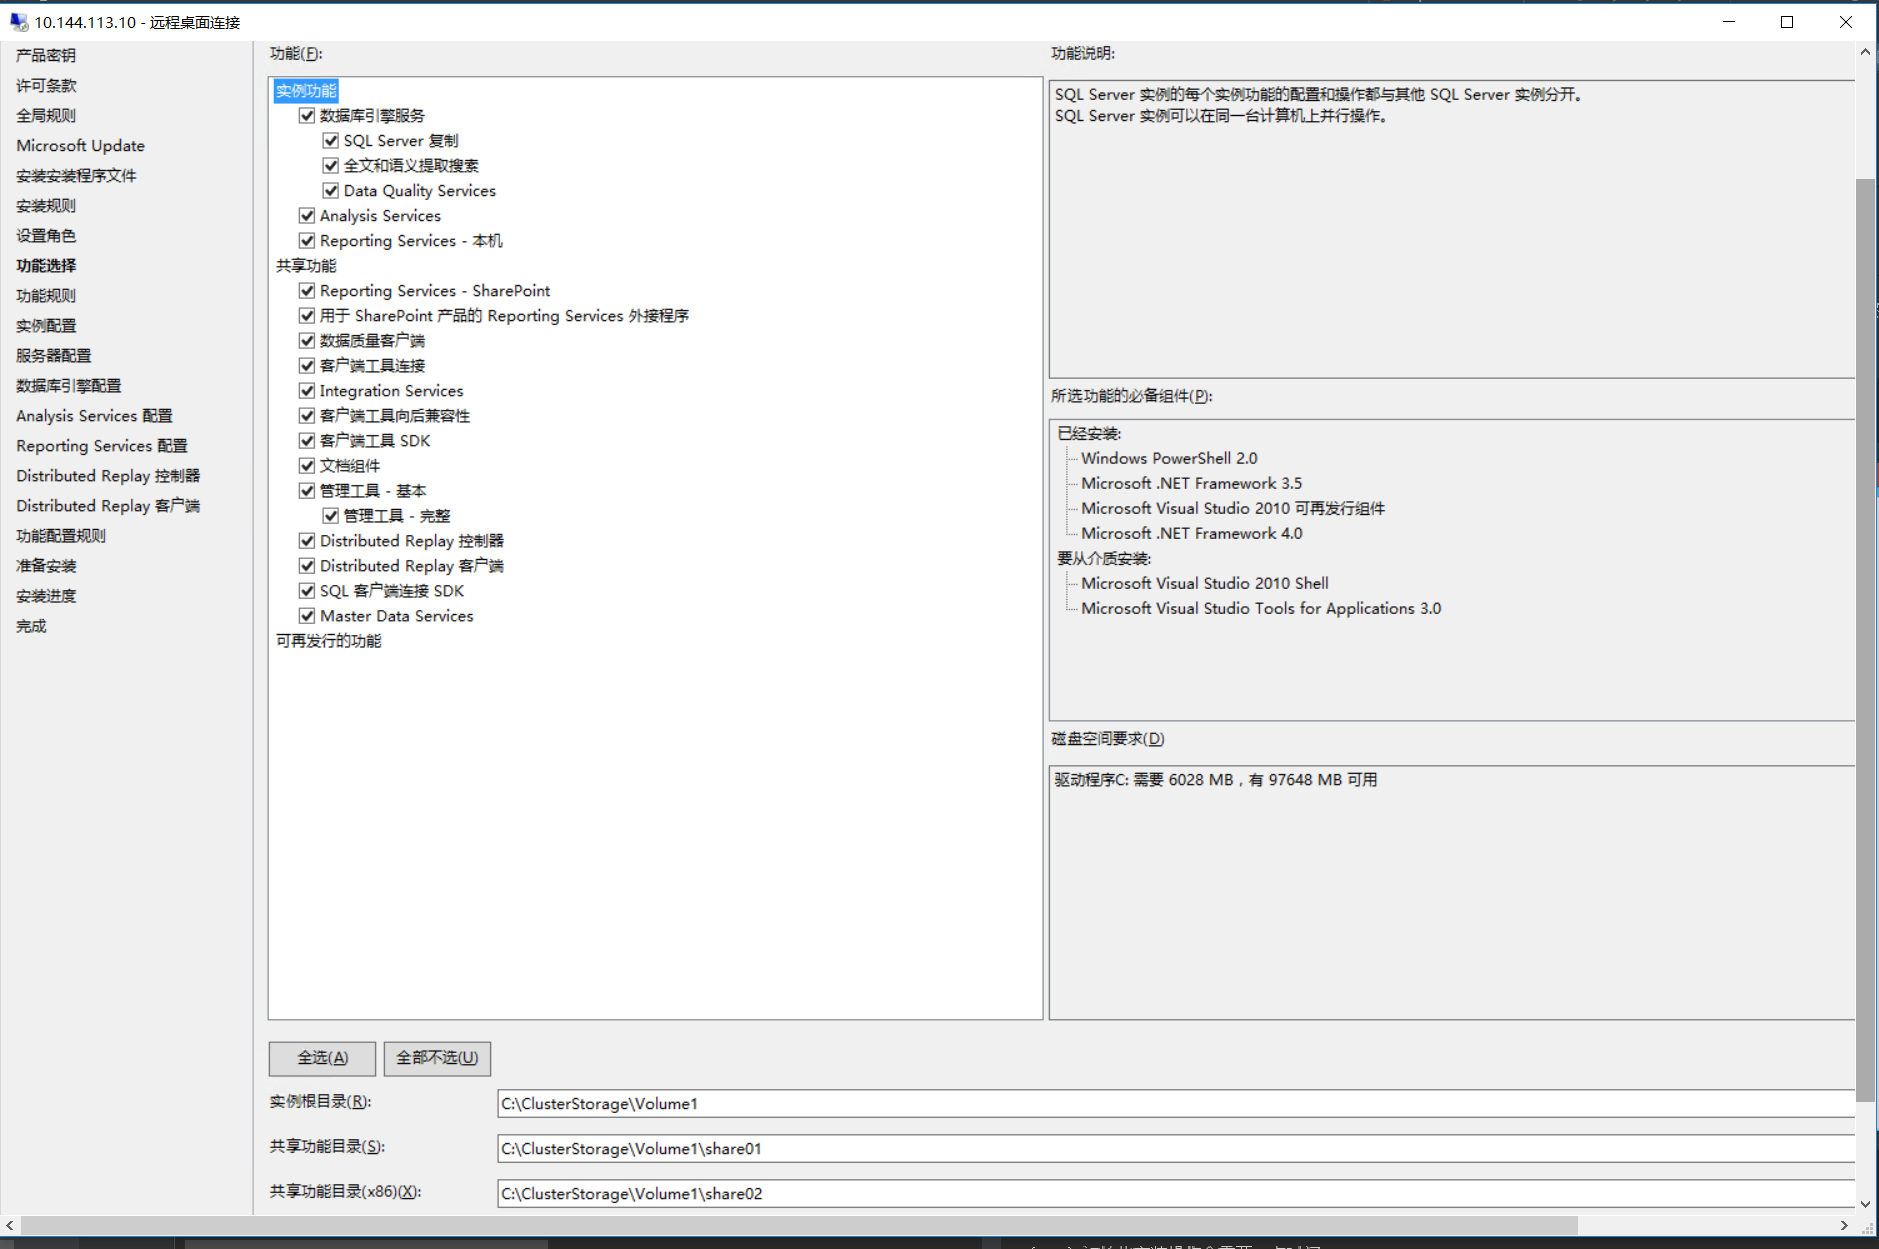 10.144.113.10 - 远程桌面连接
产品密钥
许可条款
全局规则
Microsoft Update
安装安装程序文件
安装规则
设置角色
功能选择
功能规则
实例配置
服务器配置
数据库引擎配置
Analysis Services 配置
Reporting Services 配置
Distributed Replay 控制器
Distributed Replay 客户端
功能配置规则
准备安装
安装进度
完成
功能(F):
实例功能
数据库引擎服务
SQL Server 复制
全文和语义提取搜索
Data Quality Services
Analysis Services
Reporting Services - 本机
共享功能
Reporting Services - SharePoint
用于 SharePoint 产品的 Reporting Services 外接程序
数据质量客户端
客户端工具连接
Integration Services
客户端工具向后兼容性
客户端工具 SDK
文档组件
管理工具 - 基本
管理工具 - 完整
Distributed Replay 控制器
Distributed Replay 客户端
SQL 客户端连接 SDK
Master Data Services
可再发行的功能
功能说明:
SQL Server 实例的每个实例功能的配置和操作都与其他 SQL Server 实例分开。
SQL Server 实例可以在同一台计算机上并行操作。
所选功能的必备组件(P):
已经安装:
Windows PowerShell 2.0
Microsoft .NET Framework 3.5
Microsoft Visual Studio 2010 可再发行组件
Microsoft .NET Framework 4.0
要从介质安装:
Microsoft Visual Studio 2010 Shell
Microsoft Visual Studio Tools for Applications 3.0
磁盘空间要求(D)
驱动程序C: 需要 6028 MB，有 97648 MB 可用
全选(A)
全部不选(U)
实例根目录(R):
C:\ClusterStorage\Volume1
共享功能目录(S):
C:\ClusterStorage\Volume1\share01
共享功能目录(x86)(X):
C:\ClusterStorage\Volume1\share02